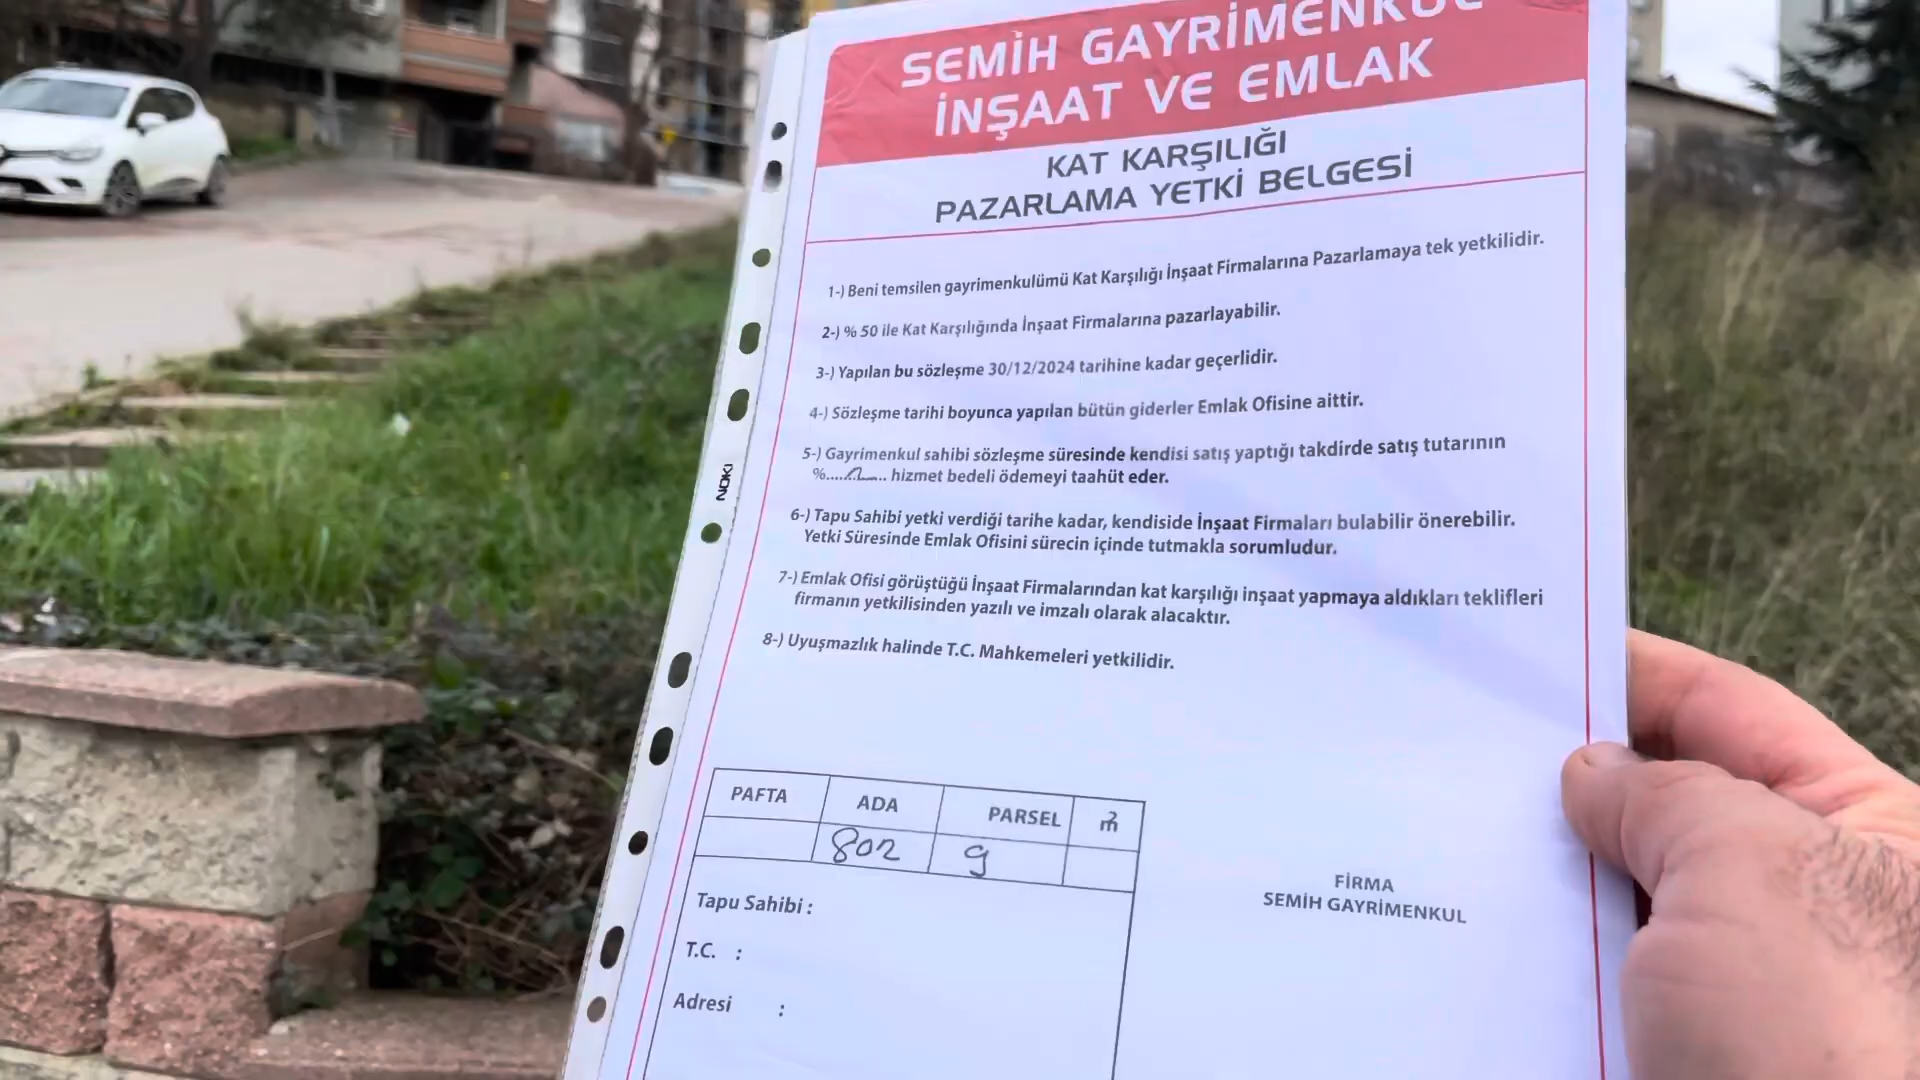 SEMİH GAYRİMENKUL
İNŞAAT VE EMLAK
KAT KARŞILIĞI
PAZARLAMA YETKİ BELGESİ
1-) Beni temsilen gayrimenkulümü Kat Karşılığı İnşaat Firmalarına Pazarlamaya tek yetkilidir.
2-) % 50 ile Kat Karşılığında İnşaat Firmalarına pazarlayabilir.
3-) Yapılan bu sözleşme 30/12/2024 tarihine kadar geçerlidir.
4-) Sözleşme tarihi boyunca yapılan bütün giderler Emlak Ofisine aittir.
5-) Gayrimenkul sahibi sözleşme süresinde kendisi satış yaptığı takdirde satış tutarının
%.... .... hizmet bedeli ödemeyi taahüt eder.
6-) Tapu Sahibi yetki verdiği tarihe kadar, kendiside İnşaat Firmaları bulabilir önerebilir.
Yetki Süresinde Emlak Ofisini sürecin içinde tutmakla sorumludur.
7-) Emlak Ofisi görüştüğü İnşaat Firmalarından kat karşılığı inşaat yapmaya aldıkları teklifleri
firmanın yetkilisinden yazılı ve imzalı olarak alacaktır.
8-) Uyuşmazlık halinde T.C. Mahkemeleri yetkilidir.
PAFTA ADA PARSEL m²
802 9
Tapu Sahibi :
T.C. :
Adresi :
FİRMA
SEMİH GAYRİMENKUL
NOKI